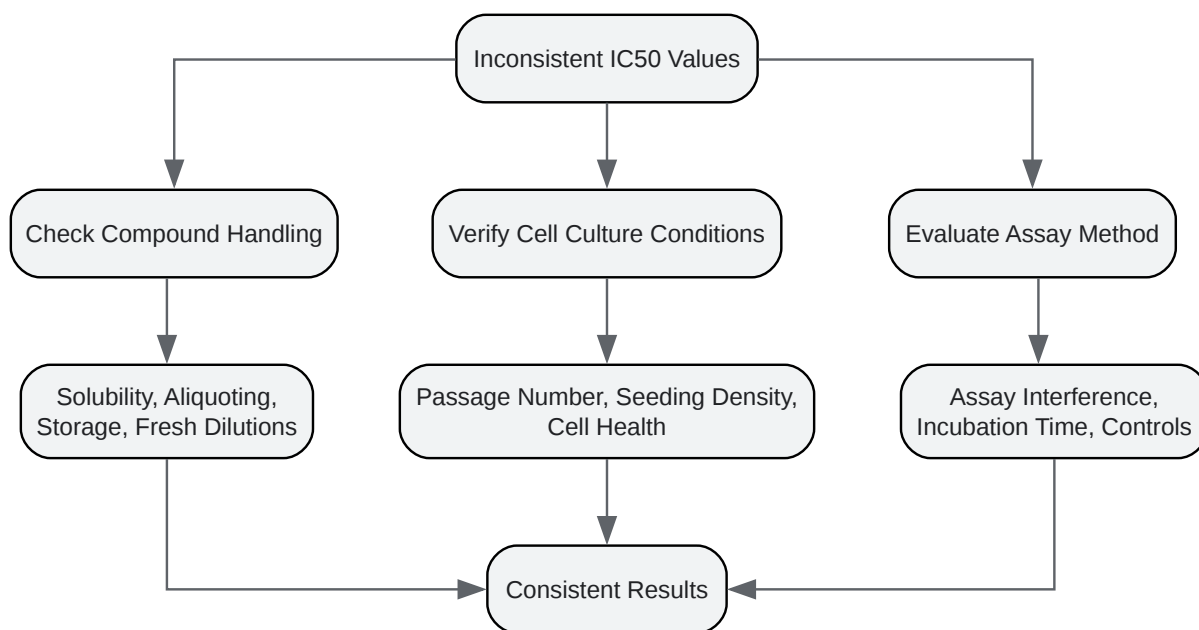 Inconsistent IC50 Values
Check Compound Handling
Verify Cell Culture Conditions
Evaluate Assay Method
Solubility, Aliquoting,
Storage, Fresh Dilutions
Passage Number, Seeding Density,
Cell Health
Assay Interference,
Incubation Time, Controls
Consistent Results